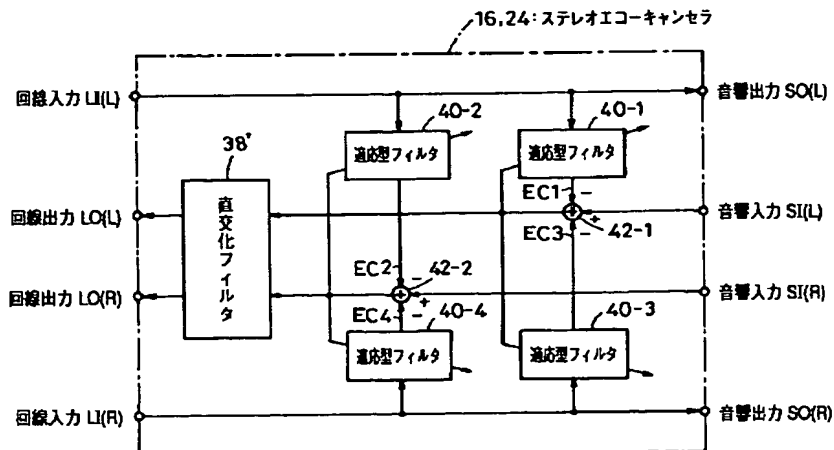 16,24:ステレオエコーキャンセラ
回線入力 LI(L)
音響出力 SO(L)
40-2
40-1
38'
適応型フィルタ
適応型フィルタ
直交化フィルタ
EC1
−
回線出力 LO(L)
+
音響入力 SI(L)
EC3
−
42-1
EC2
−
42-2
回線出力 LO(R)
+
音響入力 SI(R)
EC4
−
40-4
40-3
適応型フィルタ
適応型フィルタ
回線入力 LI(R)
音響出力 SO(R)